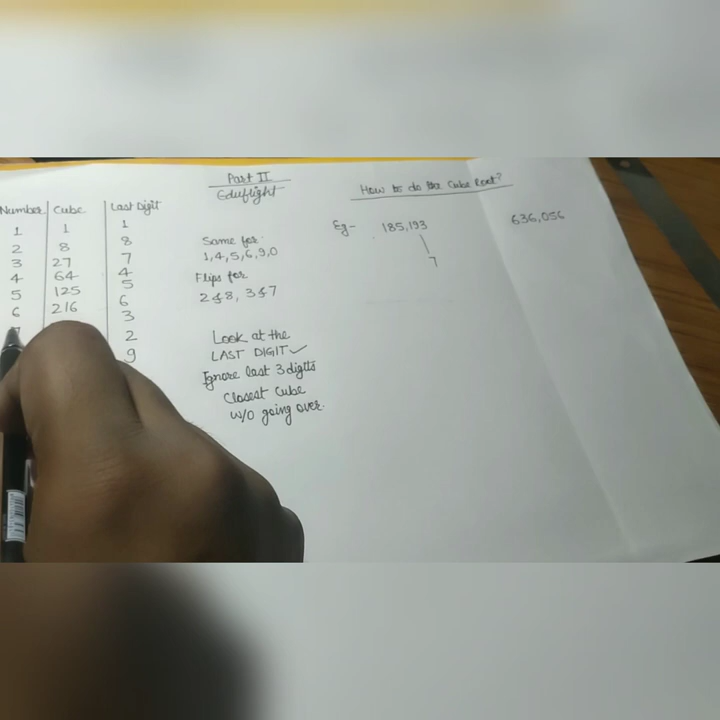 Part II
Eduflight
How to do the Cube Root?
Number Cube Last Digit
1 1 1
2 8 8
3 27 7
4 64 4
5 125 5
6 216 6
3
2
9
Same for:
1,4,5,6,9,0
Flips for
2&8, 3&7
Look at the
LAST DIGIT ✓
Ignore last 3 digits
Closest Cube
w/o going over.
Eg- 185,193
7
636,056